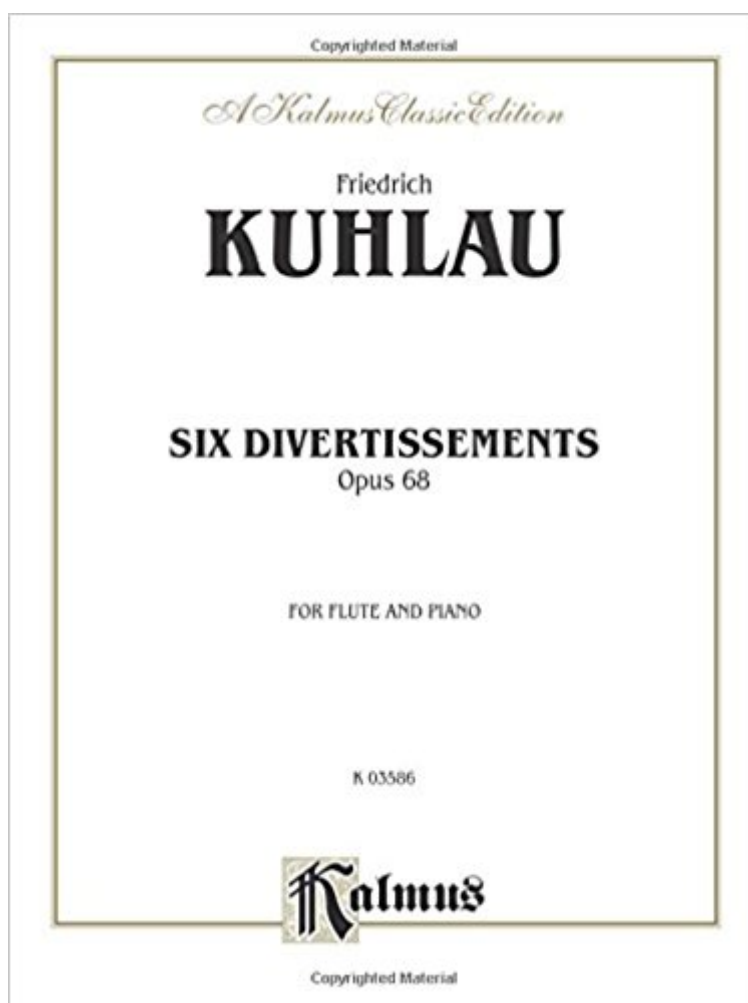 Copyrighted Material
A Kalmus Classic Edition
Friedrich
KUHLAU
SIX DIVERTISSEMENTS
Opus 68
FOR FLUTE AND PIANO
K 03586
Kalmus
Copyrighted Material